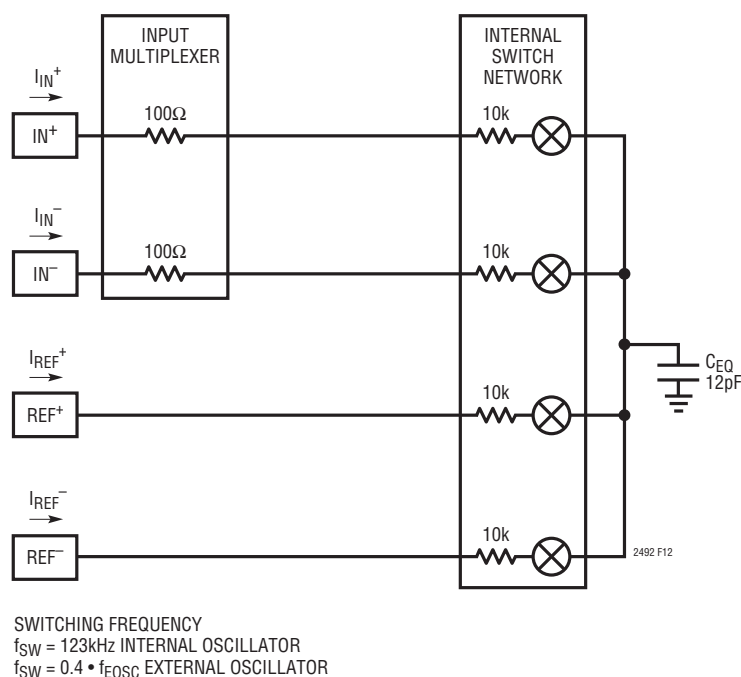 INPUT
MULTIPLEXER
INTERNAL
SWITCH
NETWORK
IIN+
100Ω
10k
IN+
IIN–
100Ω
10k
IN–
IREF+
10k
REF+
CEQ
12pF
IREF–
10k
REF–
2492 F12
SWITCHING FREQUENCY
fSW = 123kHz INTERNAL OSCILLATOR
fSW = 0.4 • fEOSC EXTERNAL OSCILLATOR